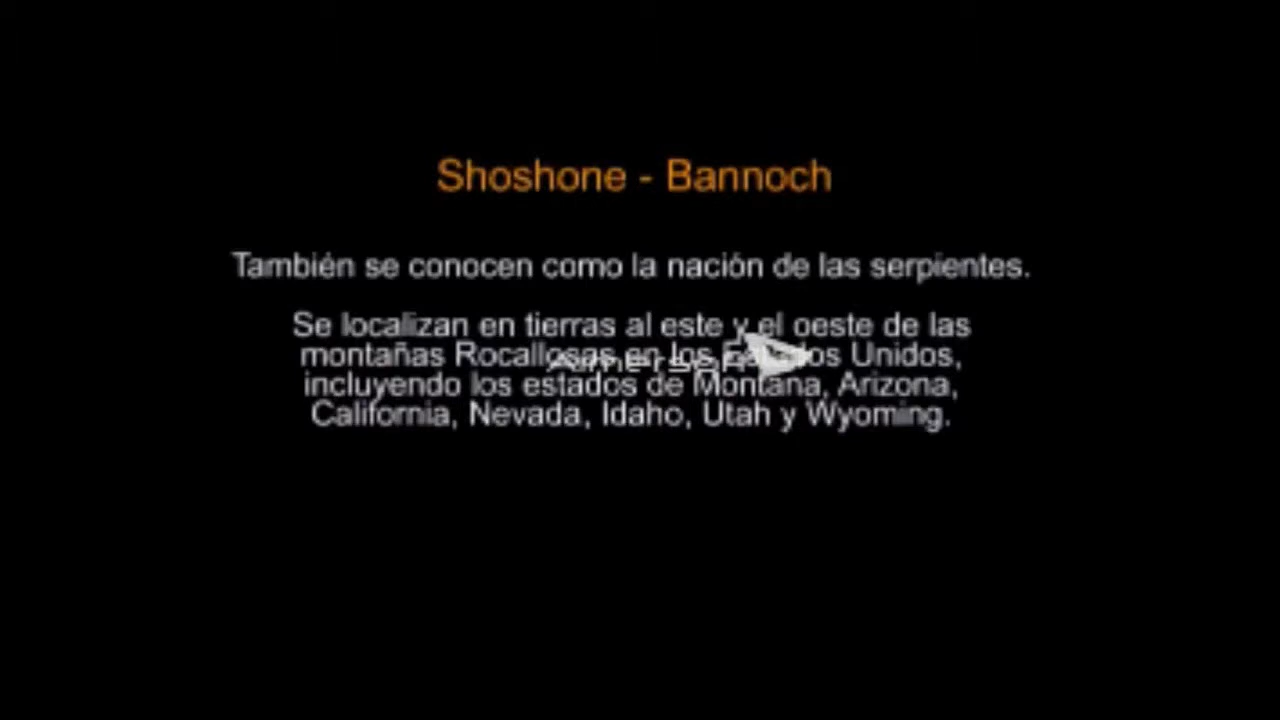 Shoshone - Bannoch
También se conocen como la nación de las serpientes.
Se localizan en tierras al este y el oeste de las
montañas Rocallosas en los Estados Unidos,
incluyendo los estados de Montana, Arizona,
California, Nevada, Idaho, Utah y Wyoming.